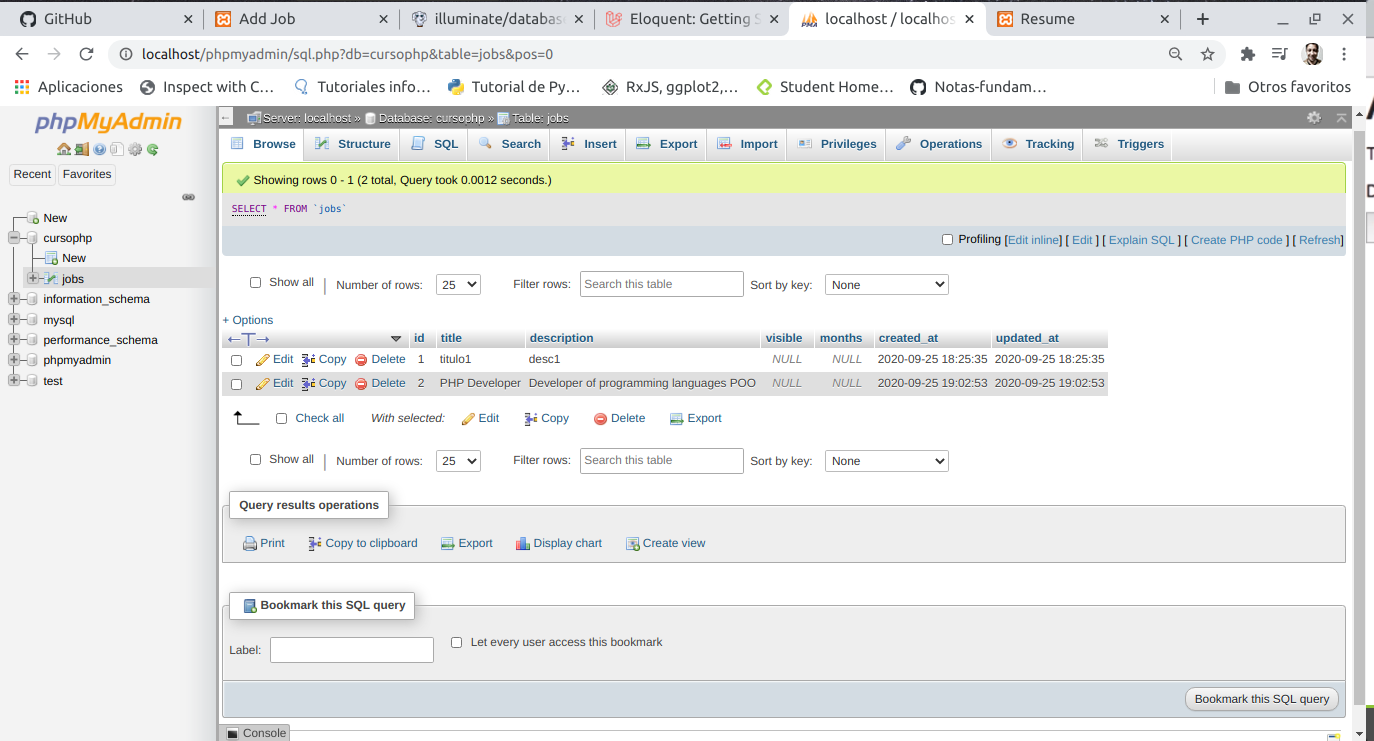 GitHub
Add Job
illuminate/databas
Eloquent: Getting S
localhost / localhos
Resume
localhost/phpmyadmin/sql.php?db=cursophp&table=jobs&pos=0
Aplicaciones Inspect with C... Tutoriales info... Tutorial de Py... RxJS, ggplot2,... Student Home... Notas-fundam... Otros favoritos
phpMyAdmin
Recent Favorites
New
cursophp
New
jobs
information_schema
mysql
performance_schema
phpmyadmin
test
Server: localhost » Database: cursophp » Table: jobs
Browse Structure SQL Search Insert Export Import Privileges Operations Tracking Triggers
Showing rows 0 - 1 (2 total, Query took 0.0012 seconds.)
SELECT * FROM `jobs`
Profiling [Edit inline] [ Edit ] [ Explain SQL ] [ Create PHP code ] [ Refresh]
Show all | Number of rows: 25 Filter rows: Search this table Sort by key: None
+ Options
←T→ id title description visible months created_at updated_at
Edit Copy Delete 1 titulo1 desc1 NULL NULL 2020-09-25 18:25:35 2020-09-25 18:25:35
Edit Copy Delete 2 PHP Developer Developer of programming languages POO NULL NULL 2020-09-25 19:02:53 2020-09-25 19:02:53
Check all With selected: Edit Copy Delete Export
Show all | Number of rows: 25 Filter rows: Search this table Sort by key: None
Query results operations
Print Copy to clipboard Export Display chart Create view
Bookmark this SQL query
Label: Let every user access this bookmark
Bookmark this SQL query
Console